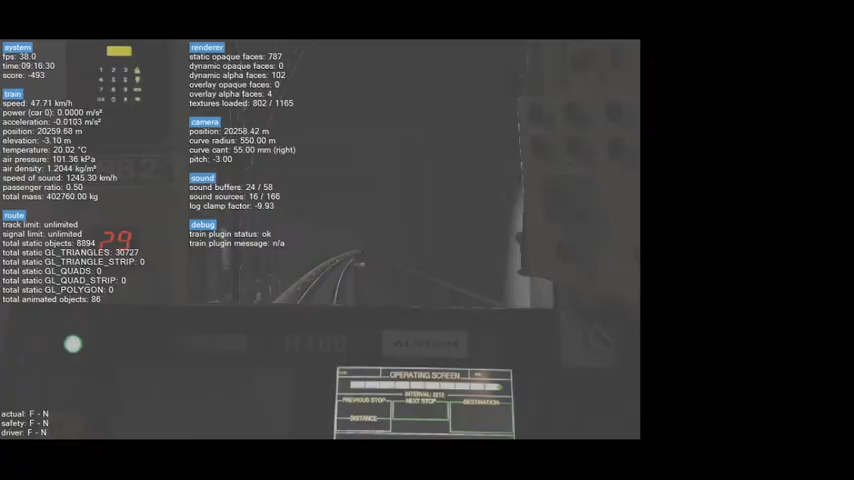 system
fps: 38.0
time:09:16:30
score: -493
train
speed: 47.71 km/h
power (car 0): 0.0000 m/s²
acceleration: -0.0103 m/s²
position: 20259.68 m
elevation: -3.10 m
temperature: 20.02 °C
air pressure: 101.36 kPa
air density: 1.2044 kg/m³
speed of sound: 1245.30 km/h
passenger ratio: 0.50
total mass: 402760.00 kg
route
track limit: unlimited
signal limit: unlimited
total static objects: 8894
total static GL_TRIANGLES: 30727
total static GL_TRIANGLE_STRIP: 0
total static GL_QUADS: 0
total static GL_QUAD_STRIP: 0
total static GL_POLYGON: 0
total animated objects: 86
renderer
static opaque faces: 787
dynamic opaque faces: 0
dynamic alpha faces: 102
overlay opaque faces: 0
overlay alpha faces: 4
textures loaded: 802 / 1165
camera
position: 20258.42 m
curve radius: 550.00 m
curve cant: 55.00 mm (right)
pitch: -3.00
sound
sound buffers: 24 / 58
sound sources: 16 / 166
log clamp factor: -9.93
debug
train plugin status: ok
train plugin message: n/a
29
OPERATING SCREEN
PREVIOUS STOP
NEXT STOP
DESTINATION
DISTANCE
actual: F - N
safety: F - N
driver: F - N